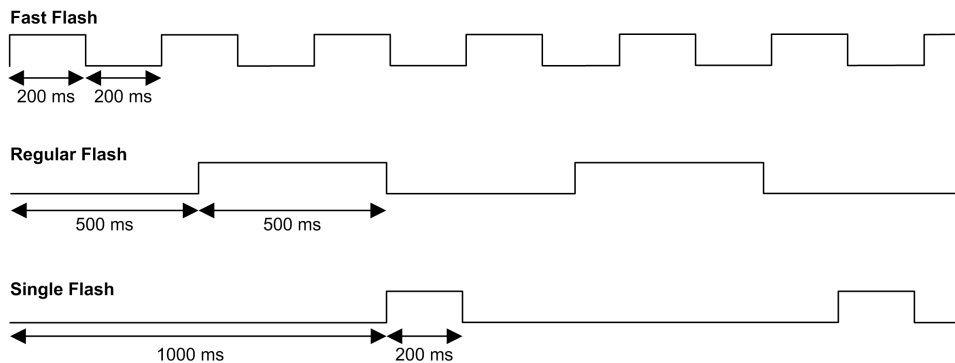 Fast Flash
200 ms 200 ms
Regular Flash
500 ms 500 ms
Single Flash
1000 ms 200 ms